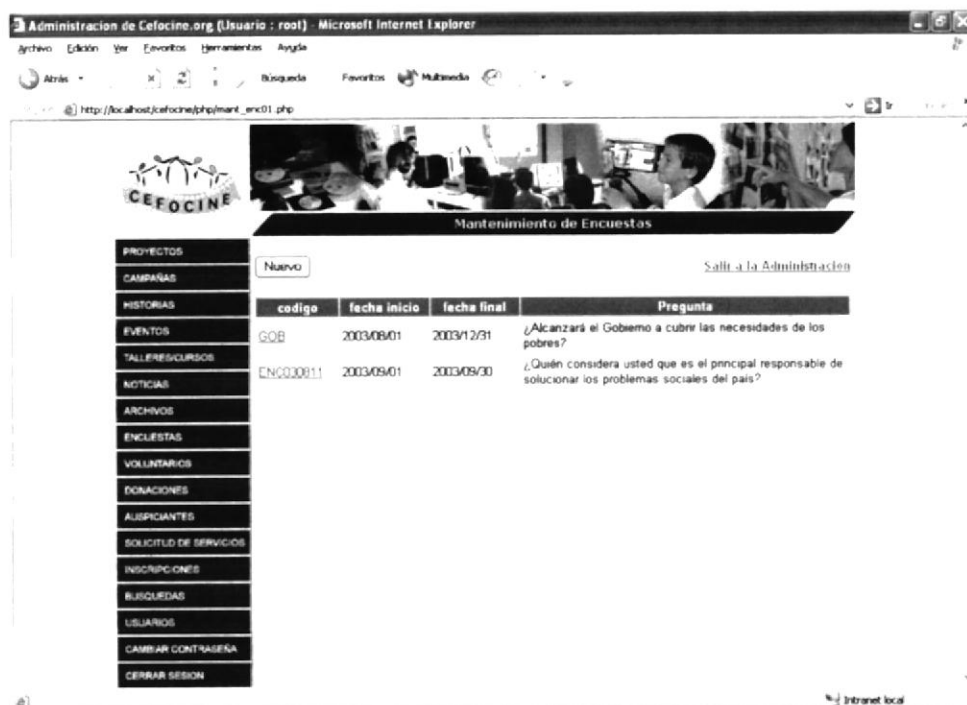 Administracion de Cefocine.org (Usuario : root) - Microsoft Internet Explorer
Archivo Edición Ver Favoritos Herramientas Ayuda
Atrás Búsqueda Favoritos Multimedia
http://localhost/cefocine/php/mant_enc01.php Ir
CEFOCINE
Mantenimiento de Encuestas
PROYECTOS
CAMPAÑAS
HISTORIAS
EVENTOS
TALLERES/CURSOS
NOTICIAS
ARCHIVOS
ENCUESTAS
VOLUNTARIOS
DONACIONES
AUSPICIANTES
SOLICITUD DE SERVICIOS
INSCRIPCIONES
BUSQUEDAS
USUARIOS
CAMBIAR CONTRASEÑA
CERRAR SESION
Nuevo Salir a la Administracion
codigo fecha inicio fecha final Pregunta
GOB 2003/08/01 2003/12/31 ¿Alcanzará el Gobierno a cubrir las necesidades de los
pobres?
ENC030811 2003/09/01 2003/09/30 ¿Quién considera usted que es el principal responsable de
solucionar los problemas sociales del país?
Intranet local